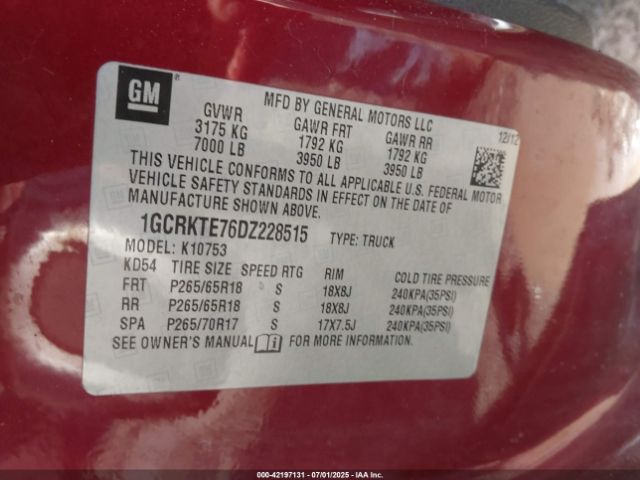 GM
MFD BY GENERAL MOTORS LLC
GVWR GAWR FRT GAWR RR 12/12
3175 KG 1792 KG 1792 KG
7000 LB 3950 LB 3950 LB
THIS VEHICLE CONFORMS TO ALL APPLICABLE U.S. FEDERAL MOTOR
VEHICLE SAFETY STANDARDS IN EFFECT ON THE DATE OF
MANUFACTURE SHOWN ABOVE.
1GCRKTE76DZ228515 TYPE: TRUCK
MODEL: K10753
KD54 TIRE SIZE SPEED RTG RIM COLD TIRE PRESSURE
FRT P265/65R18 S 18X8J 240KPA(35PSI)
RR P265/65R18 S 18X8J 240KPA(35PSI)
SPA P265/70R17 S 17X7.5J 240KPA(35PSI)
SEE OWNER'S MANUAL FOR MORE INFORMATION.
000-42197131 - 07/01/2025 - IAAI.COM